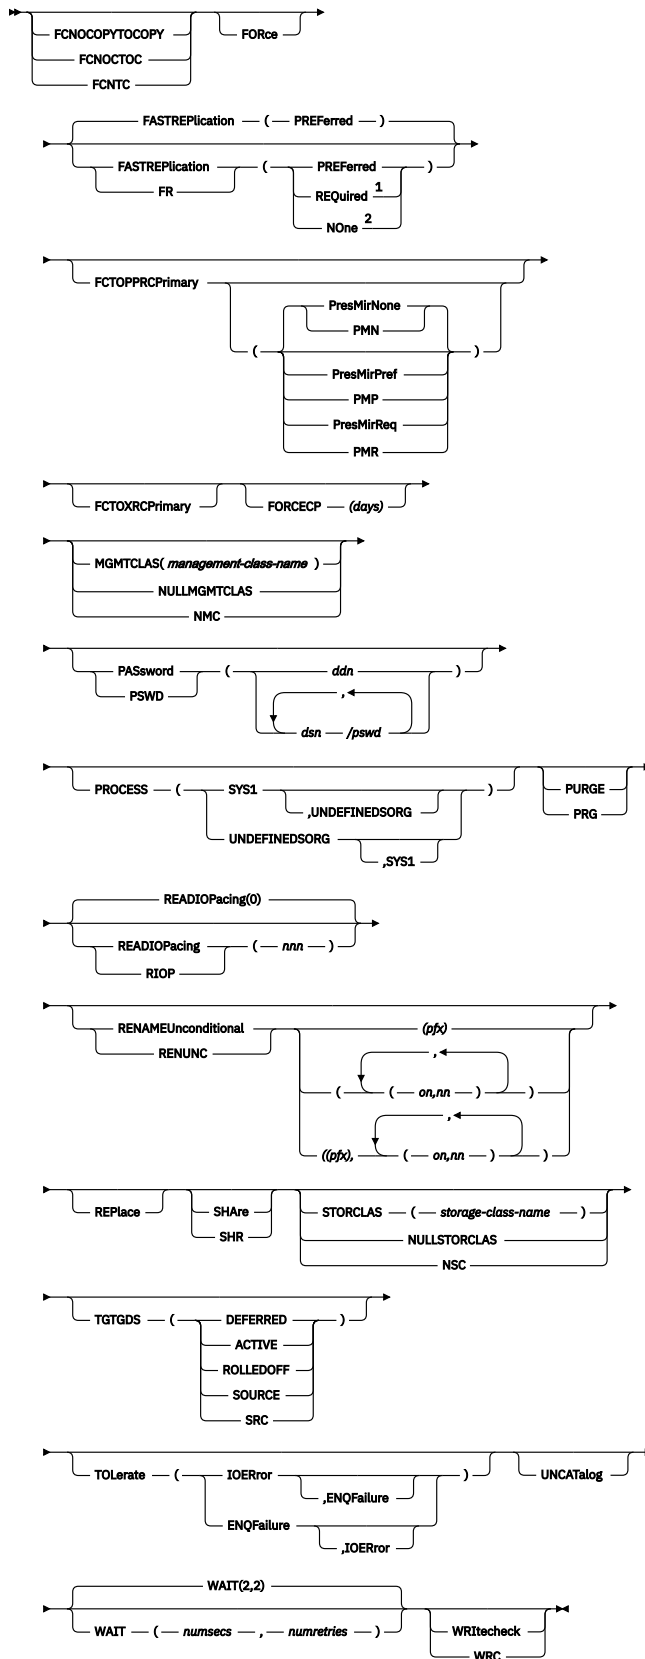 FCNOCOPYTOCOPY
FORce
FCNOCTOC
FCNTC
FASTREPlication ( PREFerred )
FASTREPlication ( PREFerred )
FR
REQuired 1
NOne 2
FCTOPPRCPrimary
PresMirNone
PMN
( )
PresMirPref
PMP
PresMirReq
PMR
FCTOXRCPrimary
FORCECP (days)
MGMTCLAS( management-class-name )
NULLMGMTCLAS
NMC
PASsword ( ddn )
PSWD
,
dsn /pswd
PROCESS ( SYS1 )
,UNDEFINEDSORG
UNDEFINEDSORG
,SYS1
PURGE
PRG
READIOPacing(0)
READIOPacing ( nnn )
RIOP
RENAMEUnconditional (pfx)
RENUNC
,
( ( on,nn ) )
,
((pfx), ( on,nn ) )
REPlace
SHAre
SHR
STORCLAS ( storage-class-name )
NULLSTORCLAS
NSC
TGTGDS ( DEFERRED )
ACTIVE
ROLLEDOFF
SOURCE
SRC
TOLerate ( IOERror )
,ENQFailure
ENQFailure
,IOERror
UNCATalog
WAIT(2,2)
WAIT ( numsecs , numretries )
WRItecheck
WRC